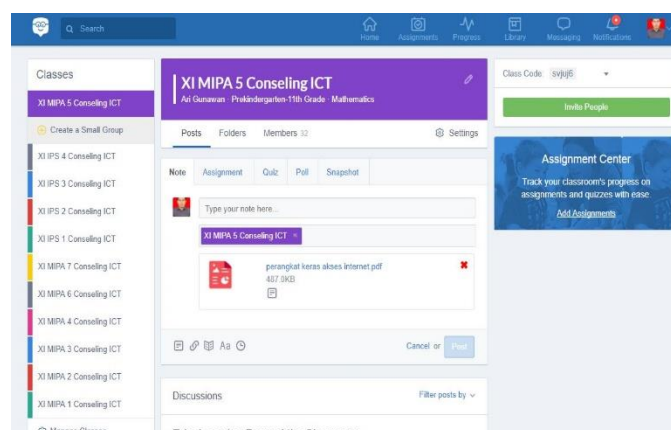 Search
Home
Assignments
Progress
Library
Messaging
Notifications
Classes
XI MIPA 5 Conseling ICT
Create a Small Group
XI IPS 4 Conseling ICT
XI IPS 3 Conseling ICT
XI IPS 2 Conseling ICT
XI IPS 1 Conseling ICT
XI MIPA 7 Conseling ICT
XI MIPA 6 Conseling ICT
XI MIPA 4 Conseling ICT
XI MIPA 3 Conseling ICT
XI MIPA 2 Conseling ICT
XI MIPA 1 Conseling ICT
XI MIPA 5 Conseling ICT
Ari Gunawan · Prekindergarten-11th Grade · Mathematics
Posts Folders Members 32 Settings
Note Assignment Quiz Poll Snapshot
Type your note here...
XI MIPA 5 Conseling ICT ×
perangkat keras akses internet.pdf
467.9KB
Aa Cancel or Post
Discussions Filter posts by
Class Code svjuj6
Invite People
Assignment Center
Track your classroom's progress on
assignments and quizzes with ease.
Add Assignments